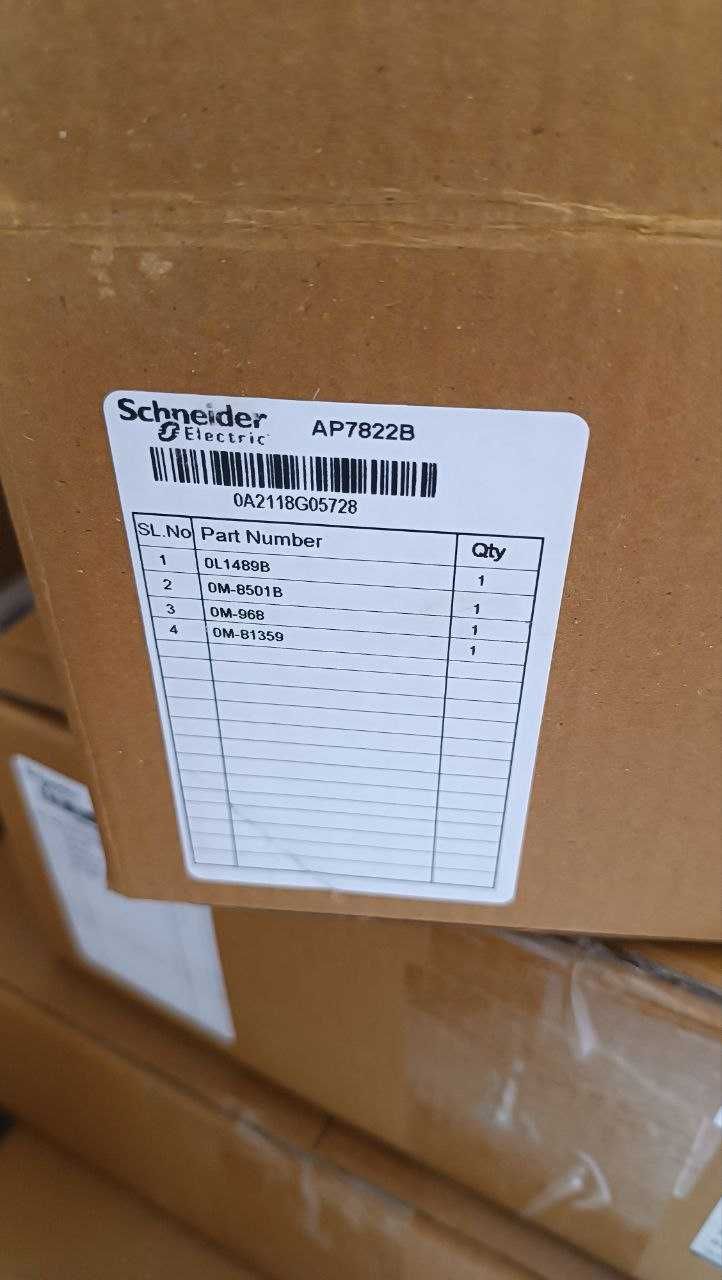 Schneider
Electric
AP7822B
0A2118G05728
SL.No Part Number Qty
1 0L1489B 1
2 0M-8501B 1
3 0M-968 1
4 0M-81359 1